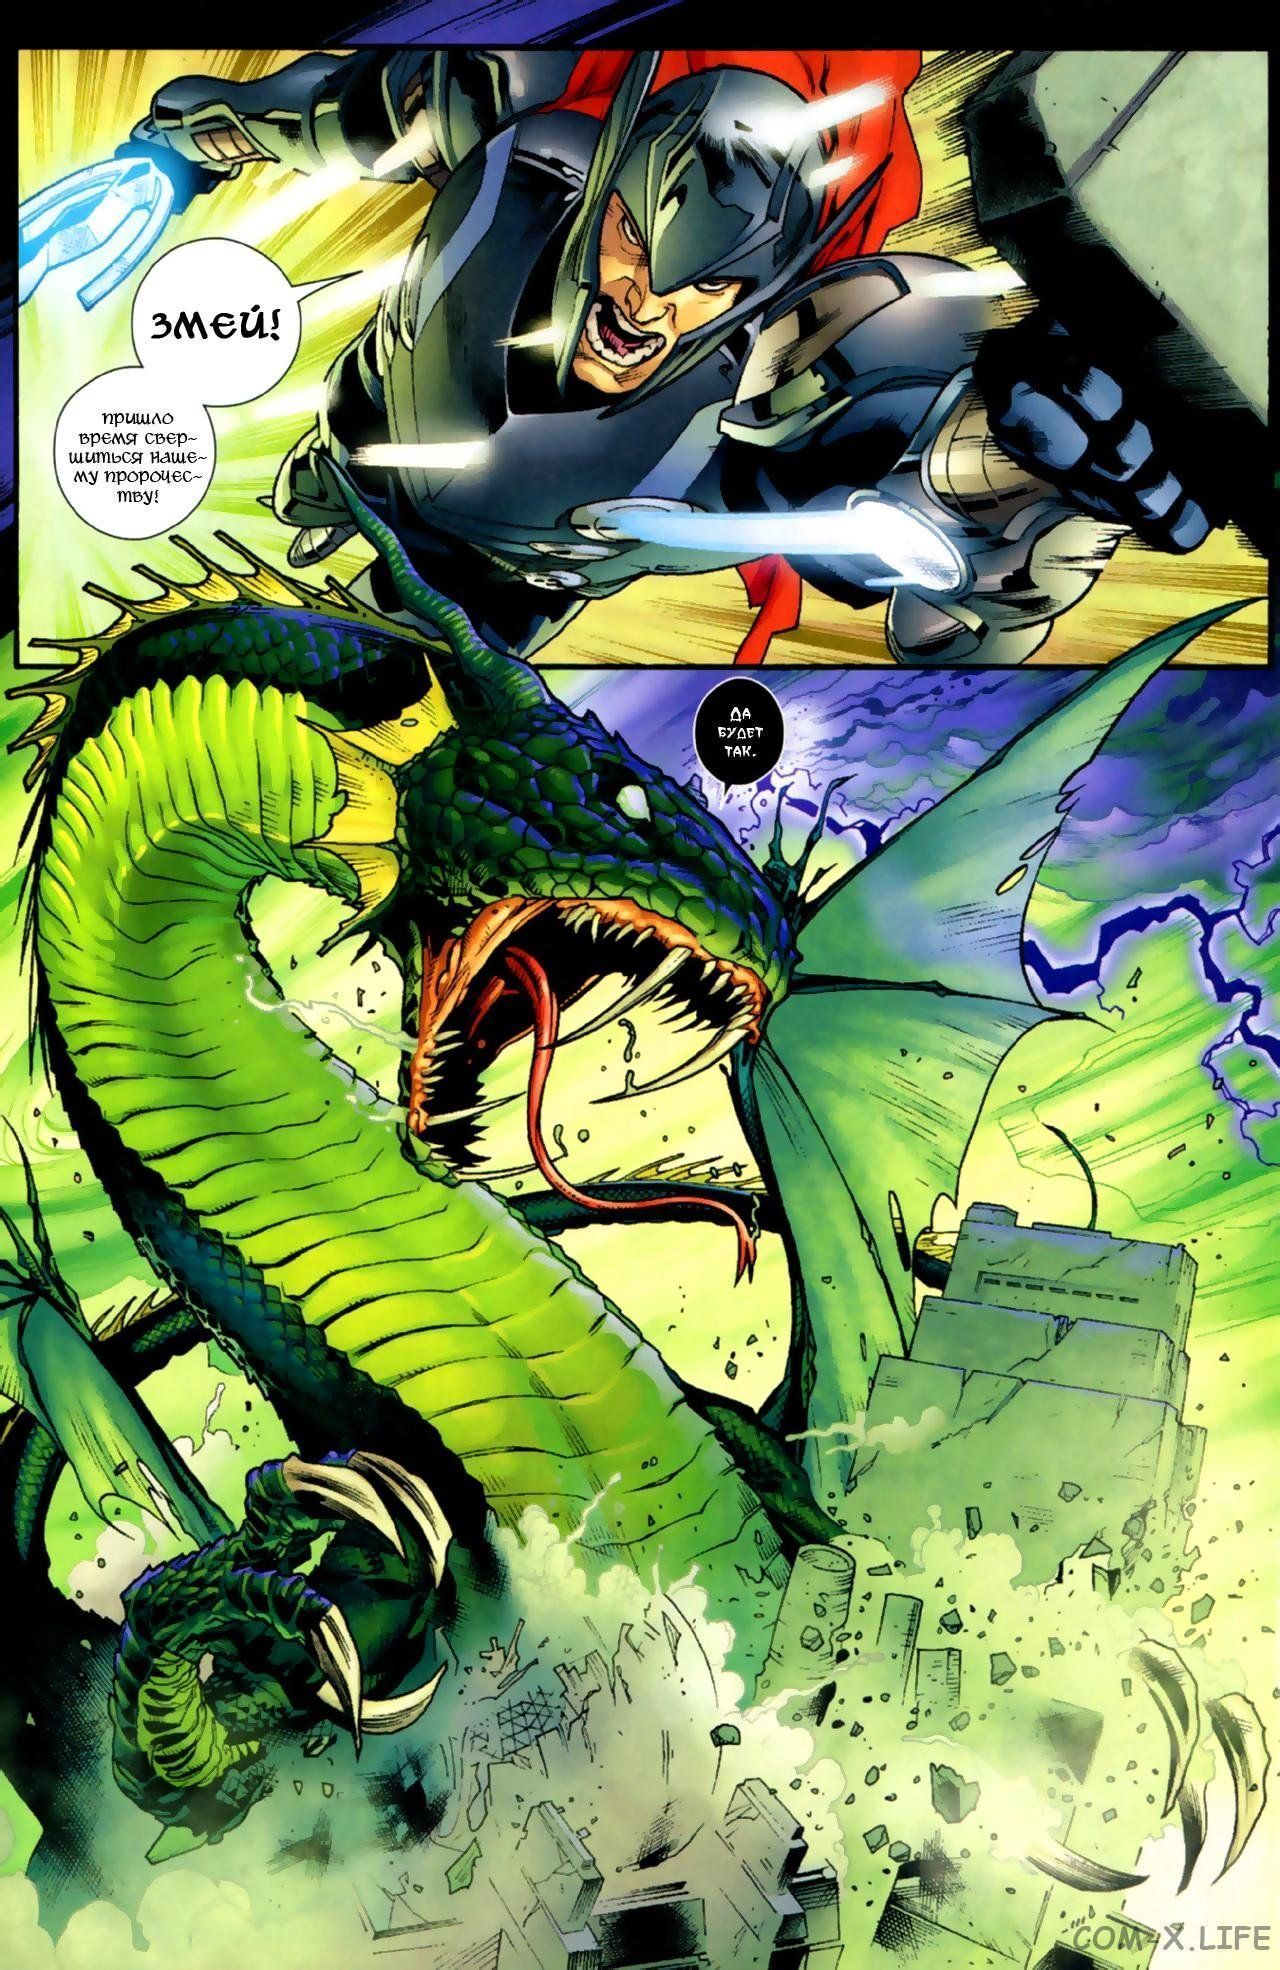 Змей!
Пришло
время свер-
шиться наше-
му пророчес-
тву!
Да
будет
так.
COM-X.LIFE